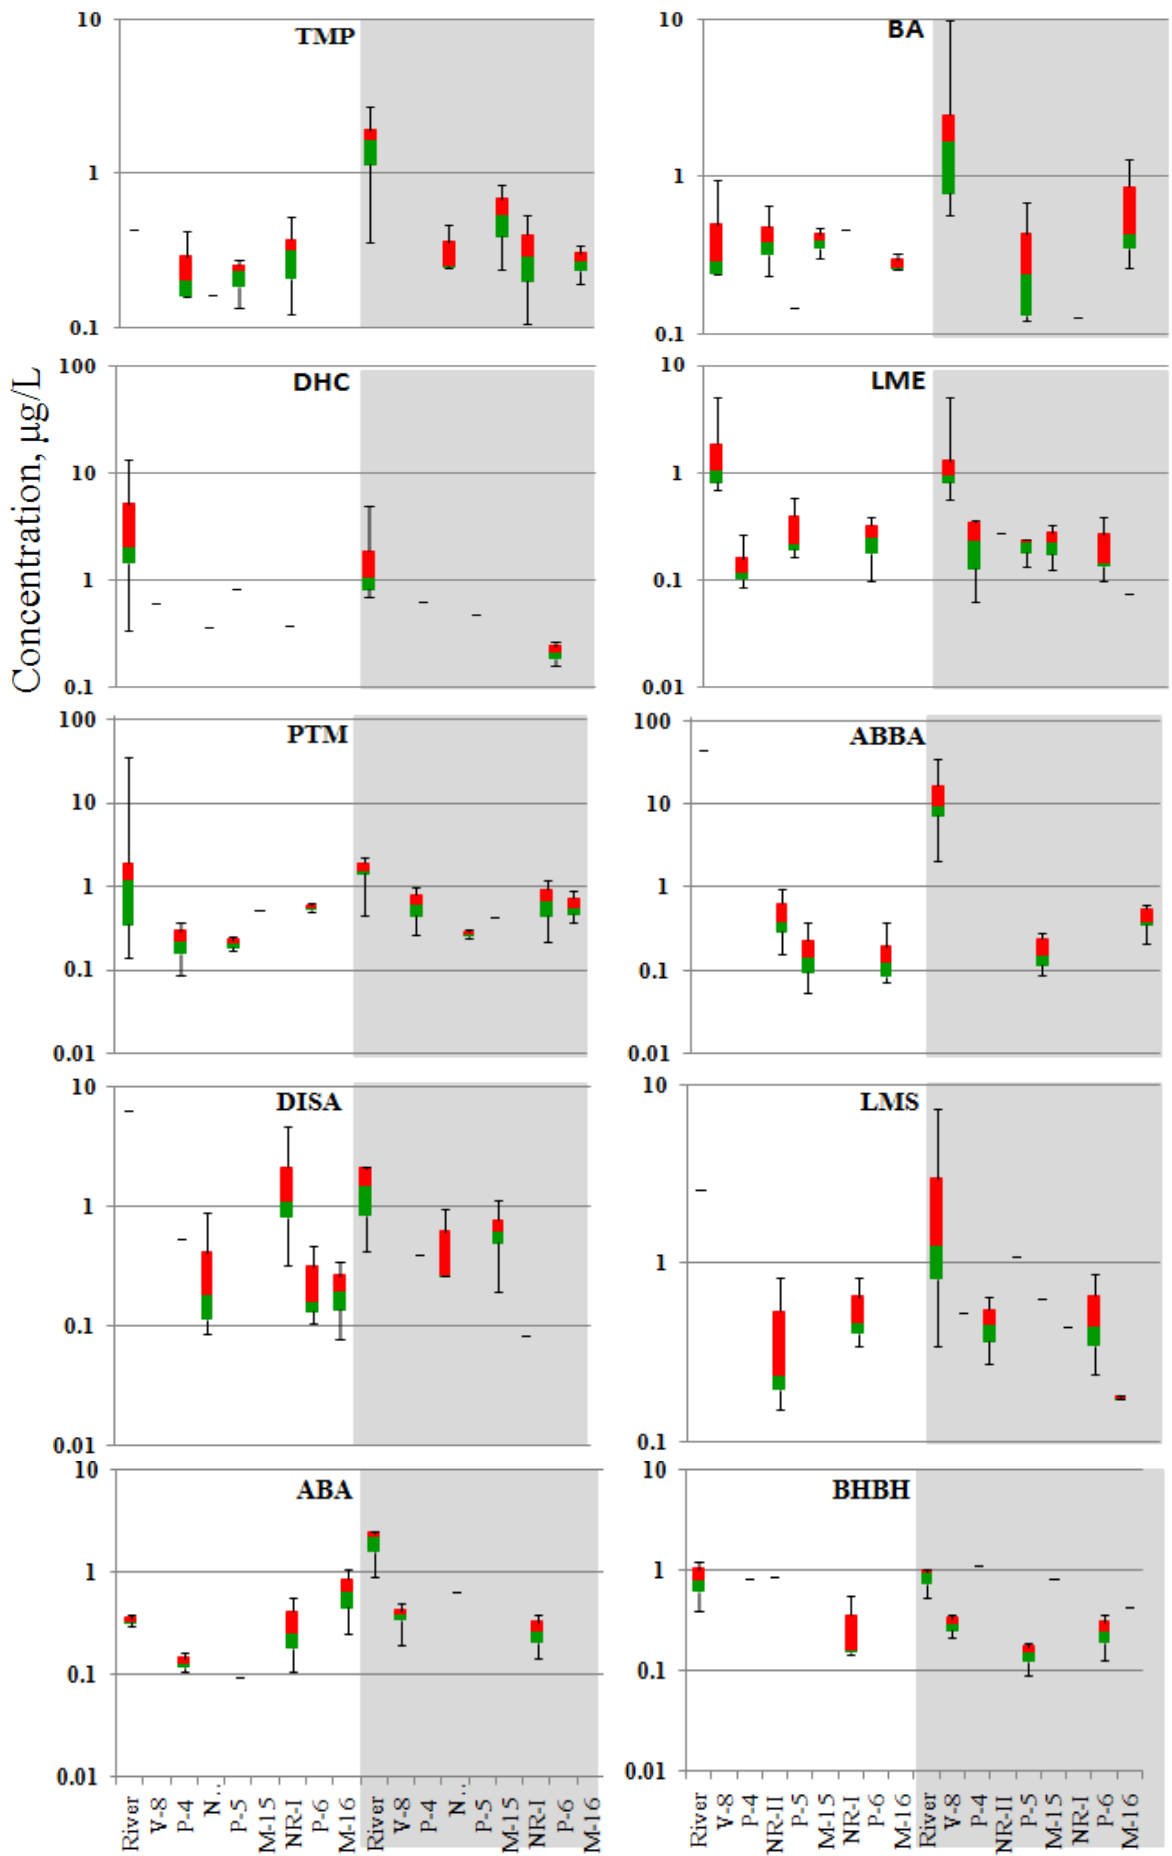 Concentration, µg/L
TMP
10
1
0.1
BA
10
1
0.1
DHC
100
10
1
0.1
LME
10
1
0.1
0.01
PTM
100
10
1
0.1
0.01
ABBA
100
10
1
0.1
0.01
DISA
10
1
0.1
0.01
LMS
10
1
0.1
ABA
10
1
0.1
0.01
BHBH
10
1
0.1
0.01
River
V-8
P-4
N..
P-5
M-15
NR-I
P-6
M-16
River
V-8
P-4
N..
P-5
M-15
NR-I
P-6
M-16
River
V-8
P-4
NR-II
P-5
M-15
NR-I
P-6
M-16
River
V-8
P-4
NR-II
P-5
M-15
NR-I
P-6
M-16